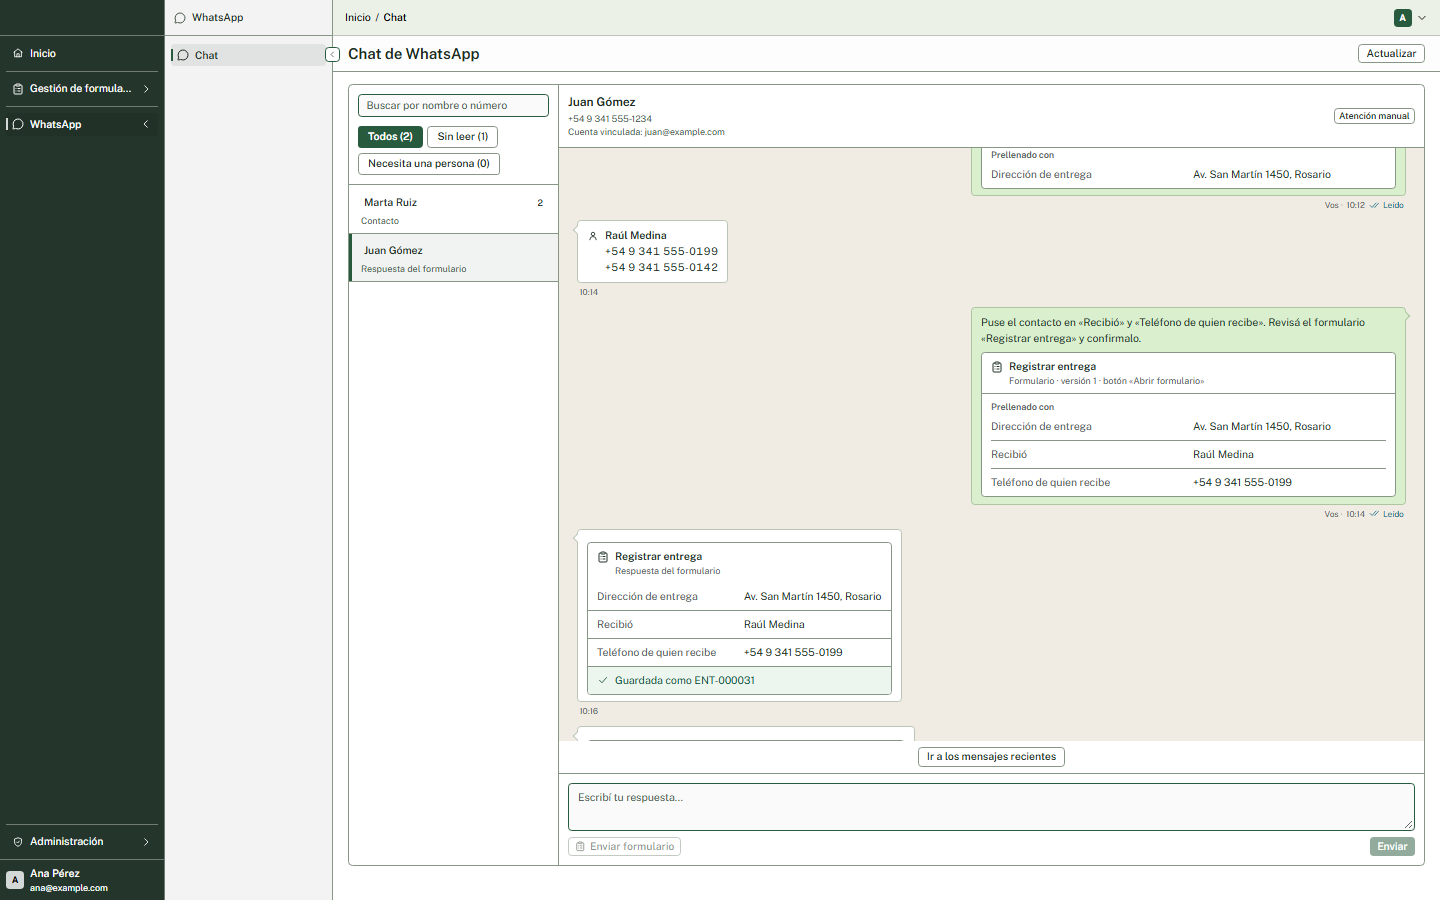 WhatsApp
Inicio / Chat
A
Inicio
Gestión de formula...
WhatsApp
Chat
Chat de WhatsApp
Actualizar
Buscar por nombre o número
Todos (2)
Sin leer (1)
Necesita una persona (0)
Marta Ruiz
2
Contacto
Juan Gómez
Respuesta del formulario
Juan Gómez
+54 9 341 555-1234
Cuenta vinculada: juan@example.com
Atención manual
Prellenado con
Dirección de entrega
Av. San Martín 1450, Rosario
Vos · 10:12 Leído
Raúl Medina
+54 9 341 555-0199
+54 9 341 555-0142
10:14
Puse el contacto en «Recibió» y «Teléfono de quien recibe». Revisá el formulario
«Registrar entrega» y confirmalo.
Registrar entrega
Formulario · versión 1 · botón «Abrir formulario»
Prellenado con
Dirección de entrega
Av. San Martín 1450, Rosario
Recibió
Raúl Medina
Teléfono de quien recibe
+54 9 341 555-0199
Vos · 10:14 Leído
Registrar entrega
Respuesta del formulario
Dirección de entrega
Av. San Martín 1450, Rosario
Recibió
Raúl Medina
Teléfono de quien recibe
+54 9 341 555-0199
Guardada como ENT-000031
10:16
Ir a los mensajes recientes
Escribí tu respuesta...
Enviar formulario
Enviar
Administración
A
Ana Pérez
ana@example.com